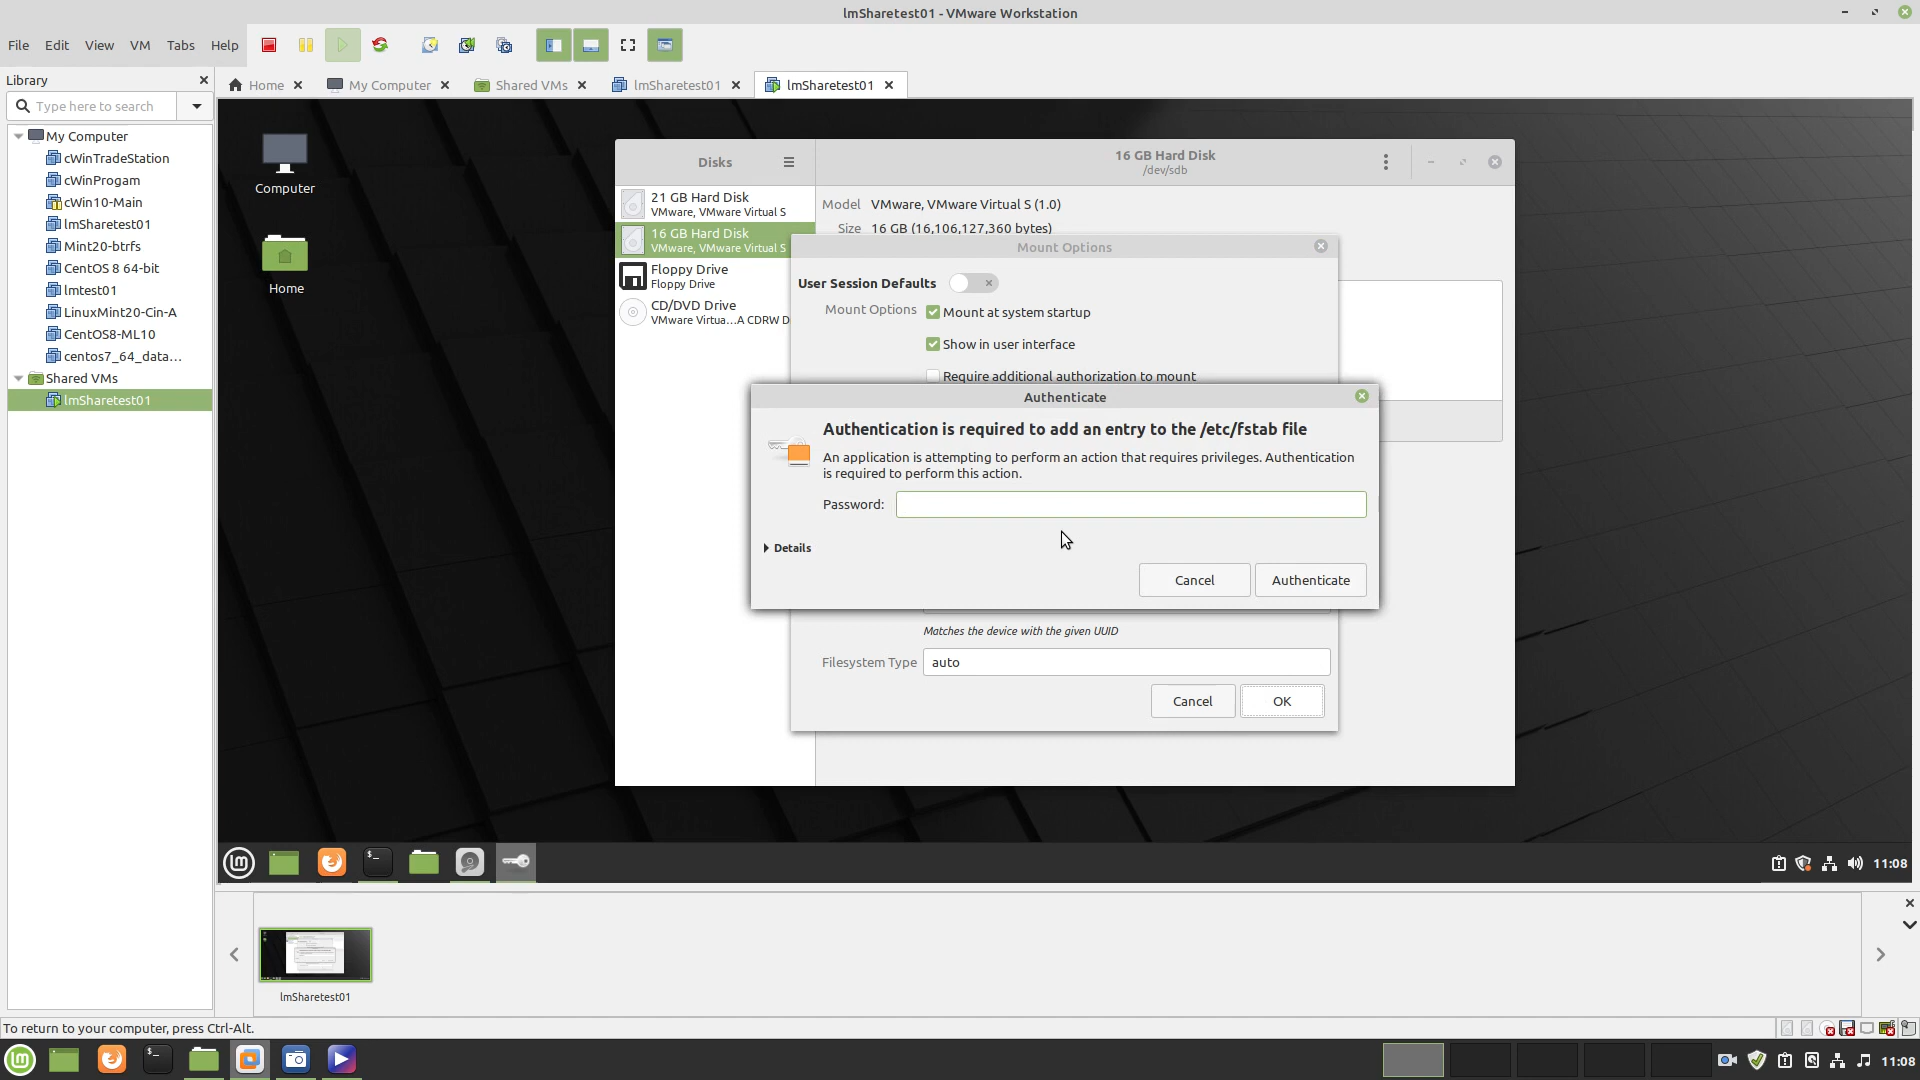 lmSharetest01 - VMware Workstation
File Edit View VM Tabs Help
Library
Type here to search
Home
My Computer
Shared VMs
lmSharetest01
lmSharetest01
My Computer
cWinTradeStation
cWinProgam
cWin10-Main
lmSharetest01
Mint20-btrfs
CentOS 8 64-bit
lmtest01
LinuxMint20-Cin-A
CentOS8-ML10
centos7_64_data...
Shared VMs
lmSharetest01
Computer
Home
Disks
16 GB Hard Disk
/dev/sdb
21 GB Hard Disk
VMware, VMware Virtual S
16 GB Hard Disk
VMware, VMware Virtual S
Floppy Drive
Floppy Drive
CD/DVD Drive
VMware Virtua...A CDRW D
Model VMware, VMware Virtual S (1.0)
Size 16 GB (16,106,127,360 bytes)
Mount Options
User Session Defaults
Mount Options Mount at system startup
Show in user interface
Require additional authorization to mount
Authenticate
Authentication is required to add an entry to the /etc/fstab file
An application is attempting to perform an action that requires privileges. Authentication
is required to perform this action.
Password:
Details
Cancel Authenticate
Matches the device with the given UUID
Filesystem Type auto
Cancel OK
11:08
lmSharetest01
To return to your computer, press Ctrl-Alt.
11:08